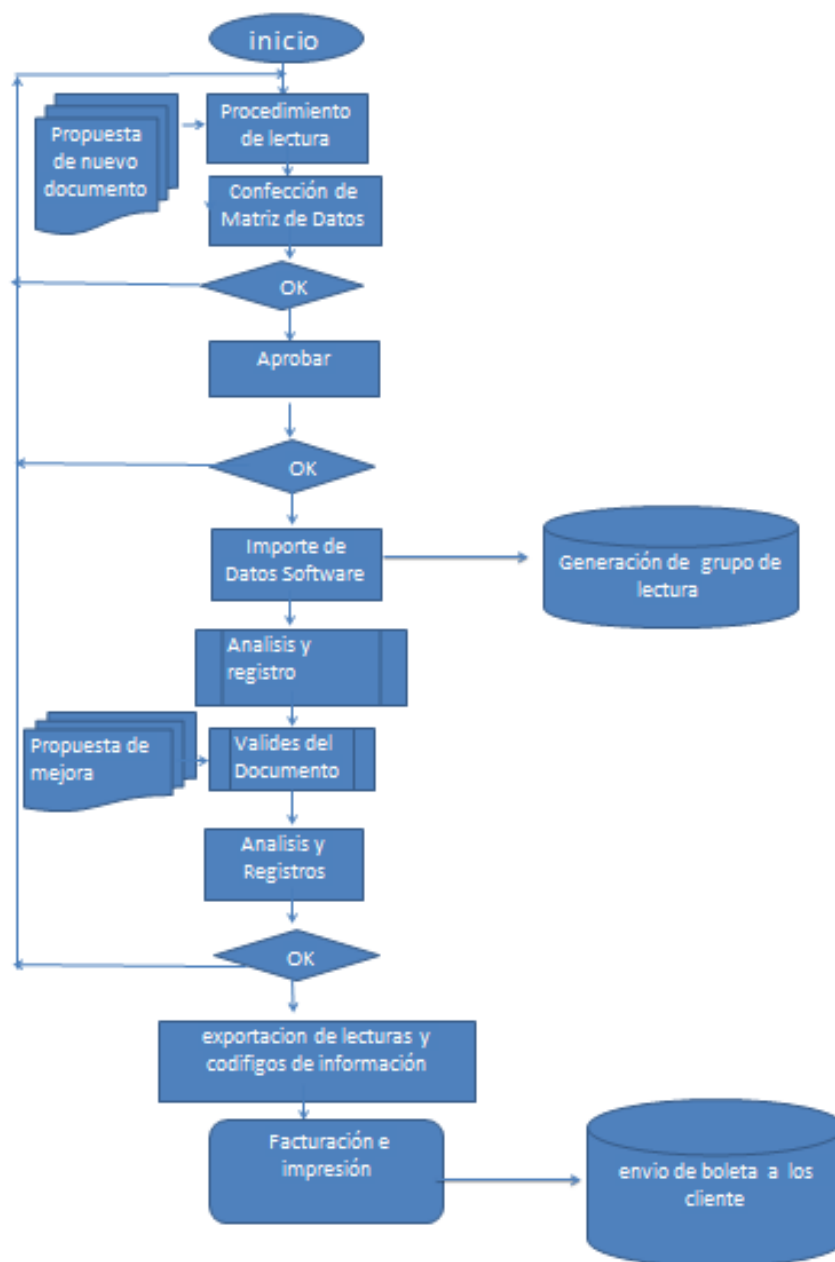 inicio
Procedimiento
de lectura
Propuesta
de nuevo
documento
Confección de
Matriz de Datos
OK
Aprobar
OK
Importe de
Datos Software
Generación de grupo de
lectura
Analisis y
registro
Propuesta de
mejora
Valides del
Documento
Analisis y
Registros
OK
exportacion de lecturas y
codifigos de información
Facturación e
impresión
envio de boleta a los
cliente